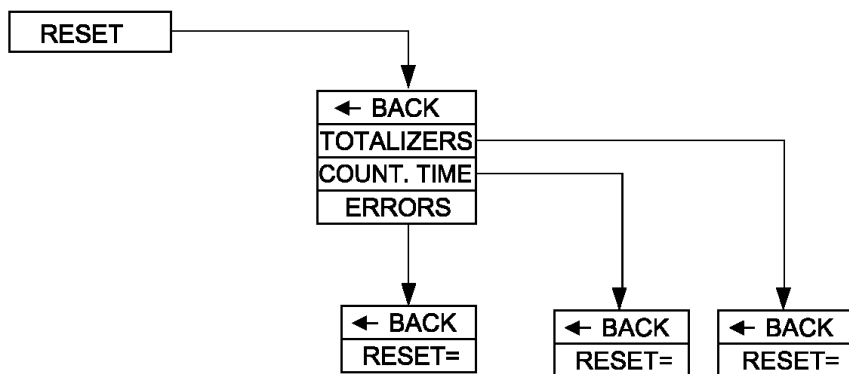 RESET
← BACK
TOTALIZERS
COUNT. TIME
ERRORS
← BACK
RESET=
← BACK
RESET=
← BACK
RESET=